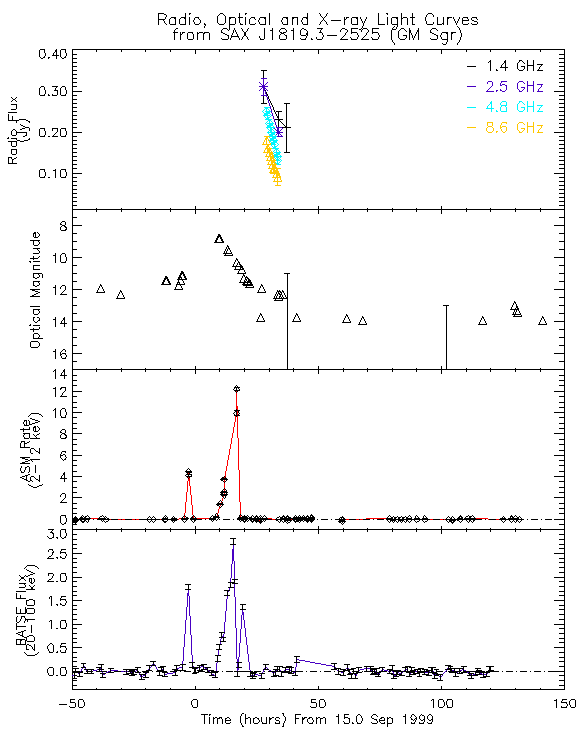 Radio, Optical and X-ray Light Curves
from SAX J1819.3-2525 (GM Sgr)
0.40
0.30
0.20
0.10
Radio Flux
(Jy)
1.4 GHz
2.5 GHz
4.8 GHz
8.6 GHz
8
10
12
14
16
Optical Magnitude
14
12
10
8
6
4
2
0
ASM Rate
(2-12 keV)
3.0
2.5
2.0
1.5
1.0
0.5
0.0
BATSE Flux
(20-100 keV)
-50
0
50
100
150
Time (hours) From 15.0 Sep 1999